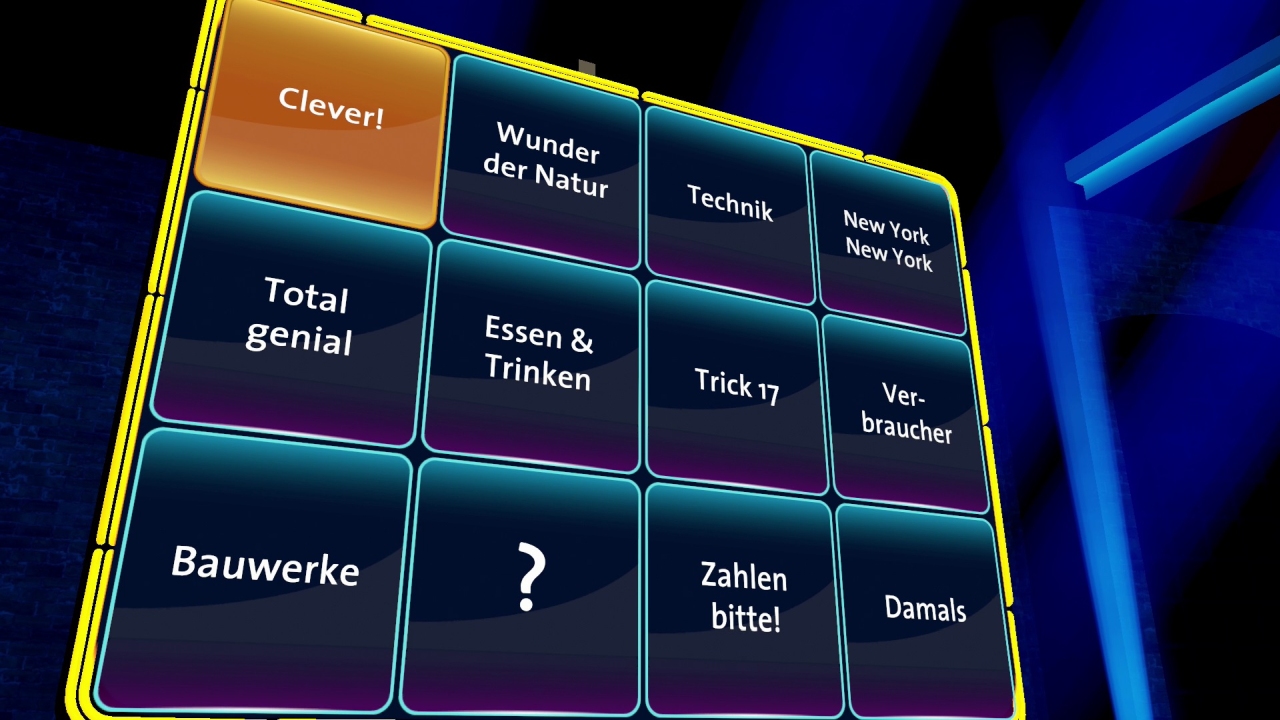 Clever!
Wunder
der Natur
Technik
New York
New York
Total
genial
Essen &
Trinken
Trick 17
Ver-
braucher
Bauwerke
?
Zahlen
bitte!
Damals